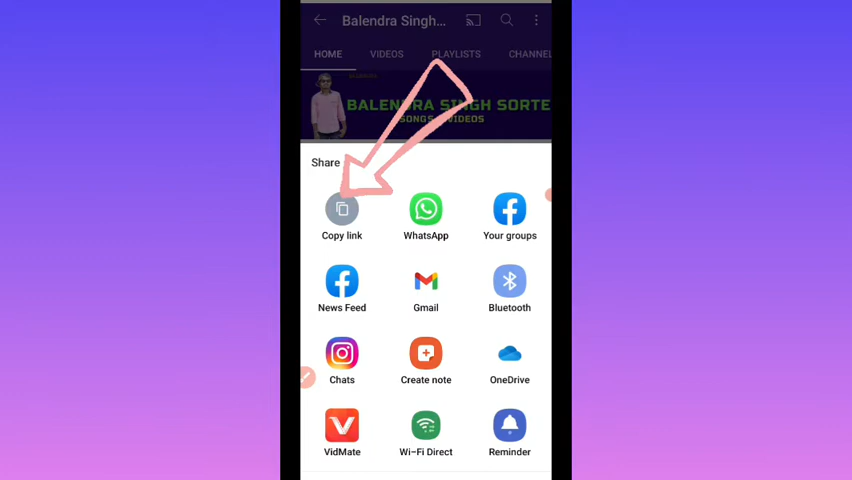 Balendra Singh...
HOME VIDEOS PLAYLISTS CHANNEL
BALENDRA SINGH SORTE
SONGS VIDEOS
Share
Copy link WhatsApp Your groups
News Feed Gmail Bluetooth
Chats Create note OneDrive
VidMate Wi-Fi Direct Reminder